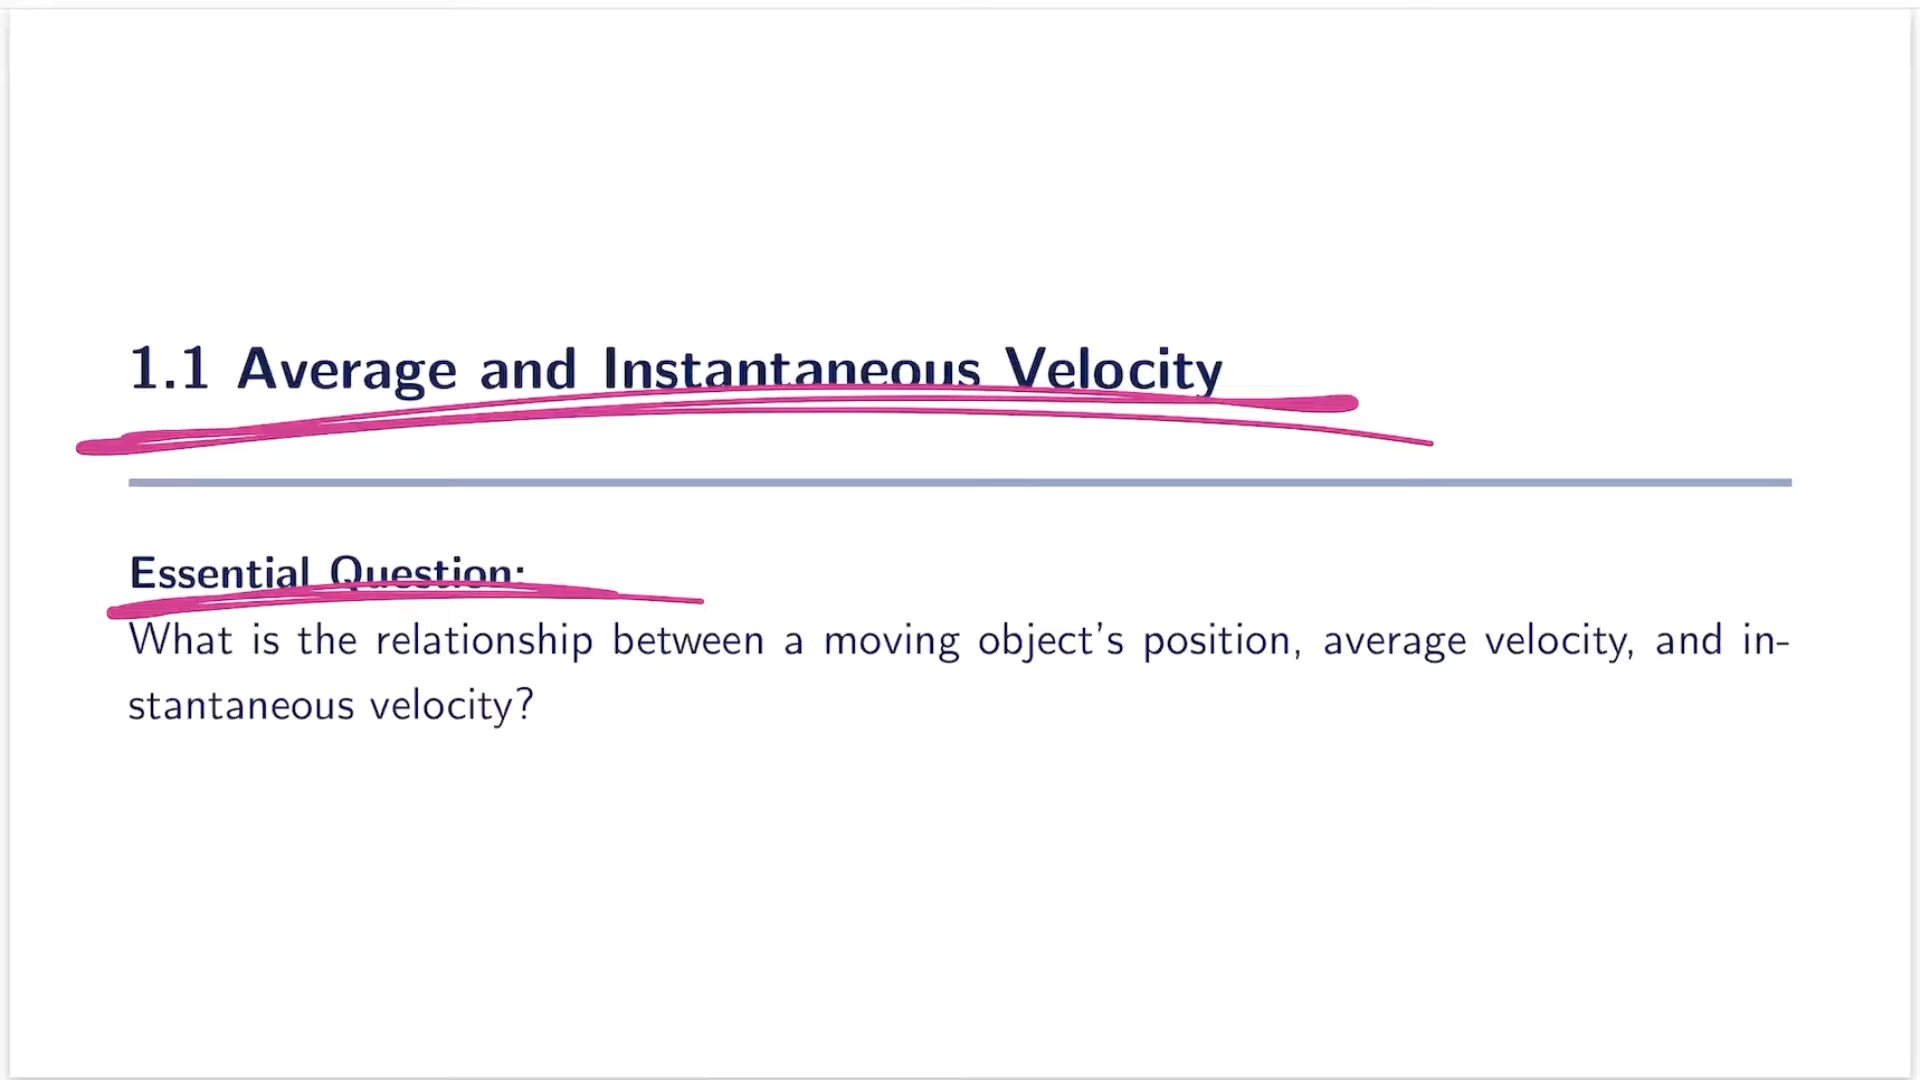 1.1 Average and Instantaneous Velocity
Essential Question:
What is the relationship between a moving object's position, average velocity, and in-
stantaneous velocity?